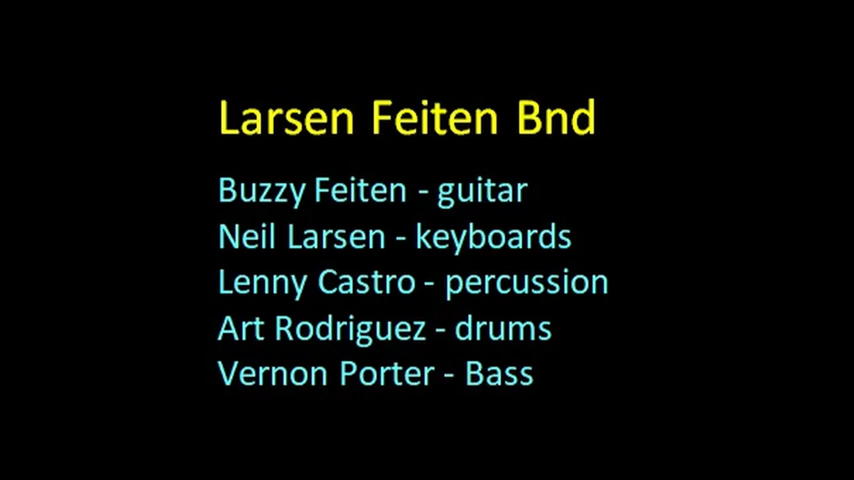 Larsen Feiten Bnd
Buzzy Feiten - guitar
Neil Larsen - keyboards
Lenny Castro - percussion
Art Rodriguez - drums
Vernon Porter - Bass